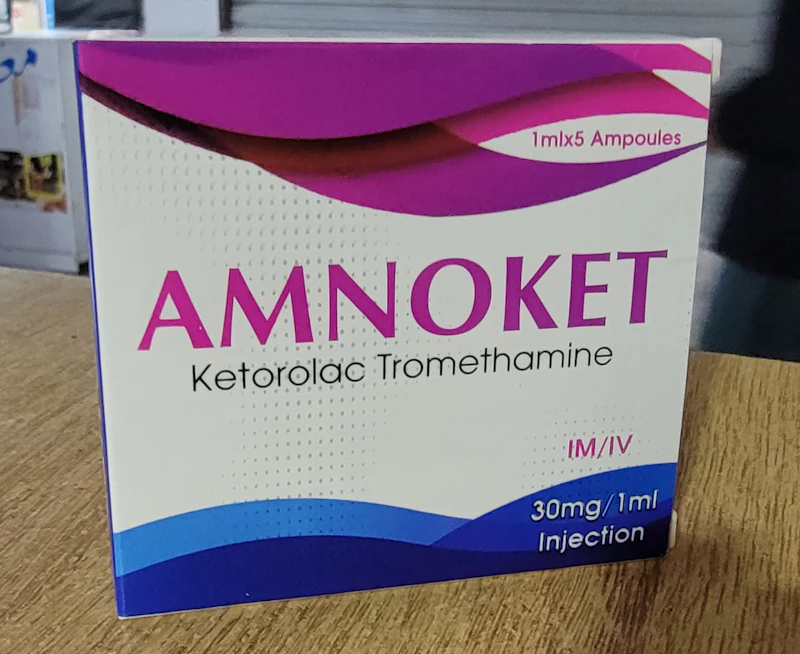 1mlx5 Ampoules
AMNOKET
Ketorolac Tromethamine
IM/IV
30mg/1ml
Injection